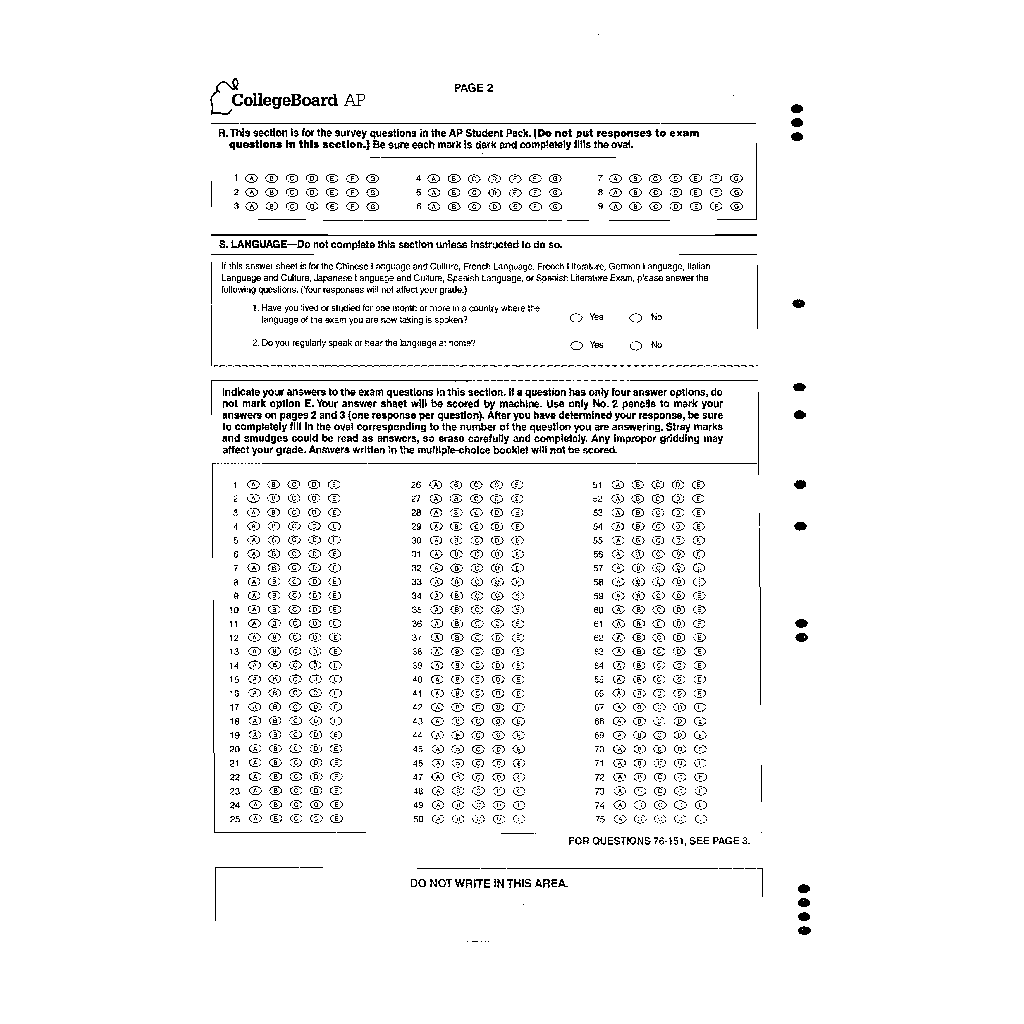 CollegeBoard AP
PAGE 2
R. This section is for the survey questions in the AP Student Pack. (Do not put responses to exam
questions in this section.) Be sure each mark is dark and completely fills the oval.
1 A B C D E F G 4 A B C D E F G 7 A B C D E F G
2 A B C D E F G 5 A B C D E F G 8 A B C D E F G
3 A B C D E F G 6 A B C D E F G 9 A B C D E F G
S. LANGUAGE—Do not complete this section unless instructed to do so.
If this answer sheet is for the Chinese Language and Culture, French Language, French Literature, German Language, Italian
Language and Culture, Japanese Language and Culture, Spanish Language, or Spanish Literature Exam, please answer the
following questions. (Your responses will not affect your grade.)
1. Have you lived or studied for one month or more in a country where the
language of the exam you are now taking is spoken? Yes No
2. Do you regularly speak or hear the language at home? Yes No
Indicate your answers to the exam questions in this section. If a question has only four answer options, do
not mark option E. Your answer sheet will be scored by machine. Use only No. 2 pencils to mark your
answers on pages 2 and 3 (one response per question). After you have determined your response, be sure
to completely fill in the oval corresponding to the number of the question you are answering. Stray marks
and smudges could be read as answers, so erase carefully and completely. Any improper gridding may
affect your grade. Answers written in the multiple-choice booklet will not be scored.
1 A B C D E 26 A B C D E 51 A B C D E
2 A B C D E 27 A B C D E 52 A B C D E
3 A B C D E 28 A B C D E 53 A B C D E
4 A B C D E 29 A B C D E 54 A B C D E
5 A B C D E 30 A B C D E 55 A B C D E
6 A B C D E 31 A B C D E 56 A B C D E
7 A B C D E 32 A B C D E 57 A B C D E
8 A B C D E 33 A B C D E 58 A B C D E
9 A B C D E 34 A B C D E 59 A B C D E
10 A B C D E 35 A B C D E 60 A B C D E
11 A B C D E 36 A B C D E 61 A B C D E
12 A B C D E 37 A B C D E 62 A B C D E
13 A B C D E 38 A B C D E 63 A B C D E
14 A B C D E 39 A B C D E 64 A B C D E
15 A B C D E 40 A B C D E 65 A B C D E
16 A B C D E 41 A B C D E 66 A B C D E
17 A B C D E 42 A B C D E 67 A B C D E
18 A B C D E 43 A B C D E 68 A B C D E
19 A B C D E 44 A B C D E 69 A B C D E
20 A B C D E 45 A B C D E 70 A B C D E
21 A B C D E 46 A B C D E 71 A B C D E
22 A B C D E 47 A B C D E 72 A B C D E
23 A B C D E 48 A B C D E 73 A B C D E
24 A B C D E 49 A B C D E 74 A B C D E
25 A B C D E 50 A B C D E 75 A B C D E
FOR QUESTIONS 76-151, SEE PAGE 3.
DO NOT WRITE IN THIS AREA.